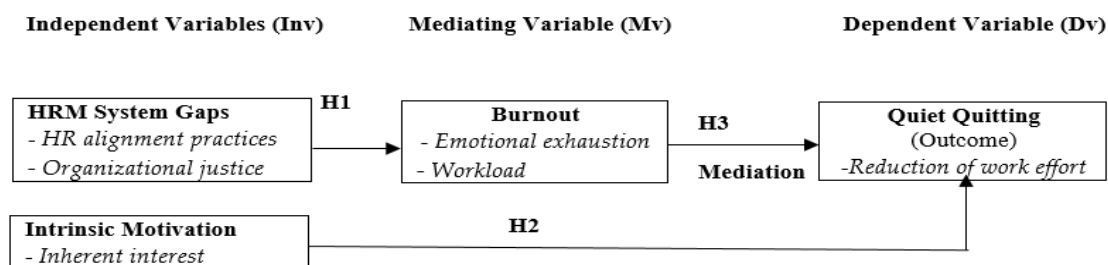 Independent Variables (Inv)
Mediating Variable (Mv)
Dependent Variable (Dv)
HRM System Gaps
- HR alignment practices
- Organizational justice
H1
Burnout
- Emotional exhaustion
- Workload
H3
Mediation
Quiet Quitting
(Outcome)
-Reduction of work effort
Intrinsic Motivation
- Inherent interest
H2